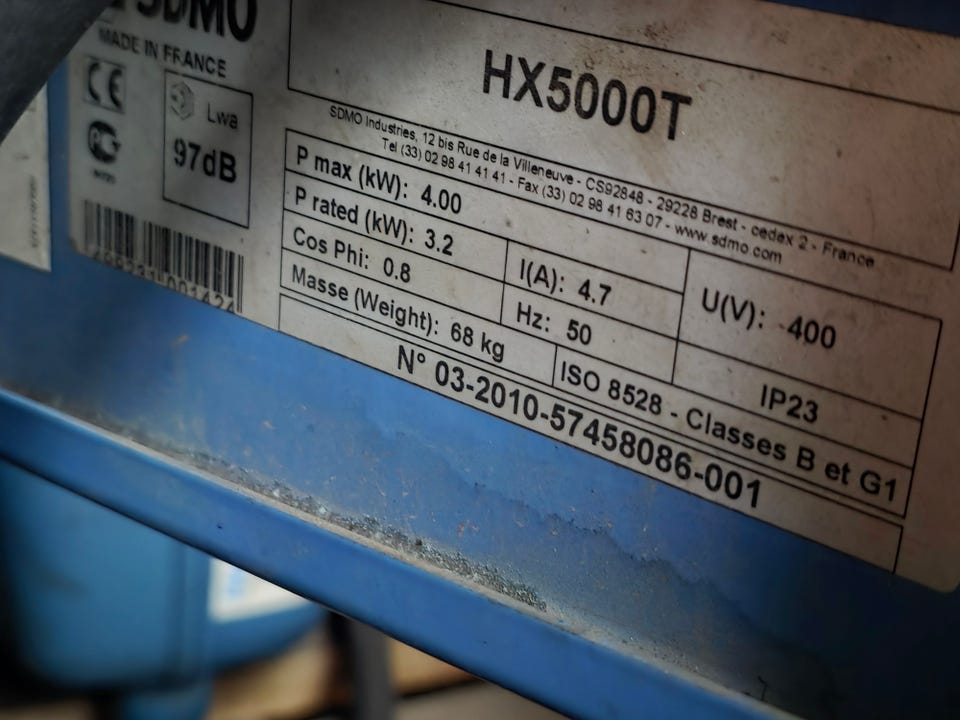 SDMO
MADE IN FRANCE
CE
Lwa
97dB
HX5000T
SDMO Industries, 12 bis Rue de la Villeneuve - CS92848 - 29228 Brest - cedex 2 - France
Tel (33) 02 98 41 41 41 - Fax (33) 02 98 41 63 07 - www.sdmo.com
P max (kW): 4.00
P rated (kW): 3.2
I(A): 4.7
U(V): 400
Cos Phi: 0.8
Hz: 50
IP23
Masse (Weight): 68 kg
ISO 8528 - Classes B et G1
N° 03-2010-57458086-001